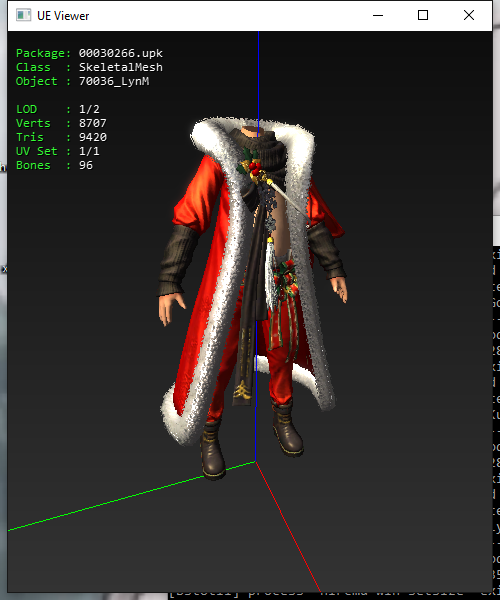 UE Viewer
Package: 00030266.upk
Class : SkeletalMesh
Object : 70036_LynM
LOD : 1/2
Verts : 8707
Tris : 9420
UV Set : 1/1
Bones : 96